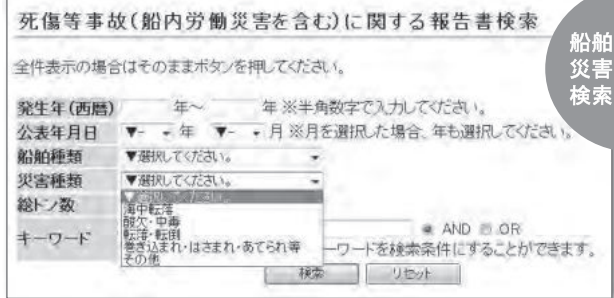 死傷等事故(船内労働災害を含む)に関する報告書検索
船舶
災害
検索
全件表示の場合はそのままボタンを押してください。
発生年(西暦) 年～ 年 ※半角数字で入力してください。
公表年月日 ▼- 年 ▼- 月 ※月を選択した場合、年も選択してください。
船舶種類 ▼選択してください。
災害種類 ▼選択してください。
総トン数 ▼選択してください。
海中転落
酸欠・中毒
転落・転倒
巻き込まれ・はさまれ・あてられ等
その他
キーワード AND OR
ーワードを検索条件にすることができます。
検索 リセット